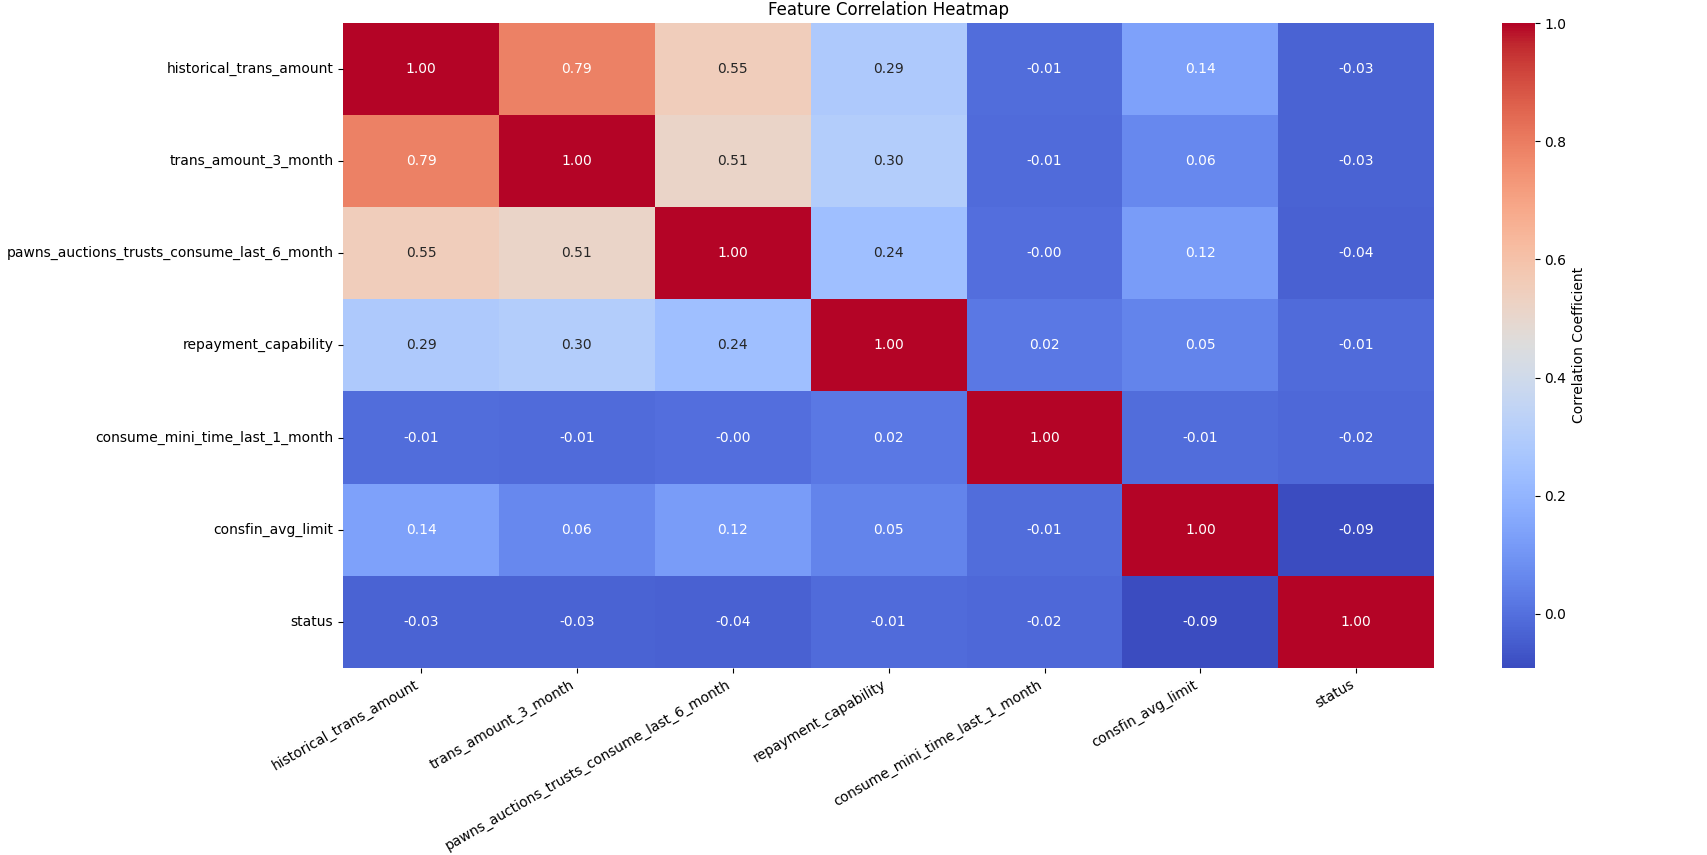 Feature Correlation Heatmap
historical_trans_amount 1.00 0.79 0.55 0.29 -0.01 0.14 -0.03
trans_amount_3_month 0.79 1.00 0.51 0.30 -0.01 0.06 -0.03
pawns_auctions_trusts_consume_last_6_month 0.55 0.51 1.00 0.24 -0.00 0.12 -0.04
repayment_capability 0.29 0.30 0.24 1.00 0.02 0.05 -0.01
consume_mini_time_last_1_month -0.01 -0.01 -0.00 0.02 1.00 -0.01 -0.02
consfin_avg_limit 0.14 0.06 0.12 0.05 -0.01 1.00 -0.09
status -0.03 -0.03 -0.04 -0.01 -0.02 -0.09 1.00
historical_trans_amount
trans_amount_3_month
pawns_auctions_trusts_consume_last_6_month
repayment_capability
consume_mini_time_last_1_month
consfin_avg_limit
status
1.0
0.8
0.6
0.4
0.2
0.0
Correlation Coefficient